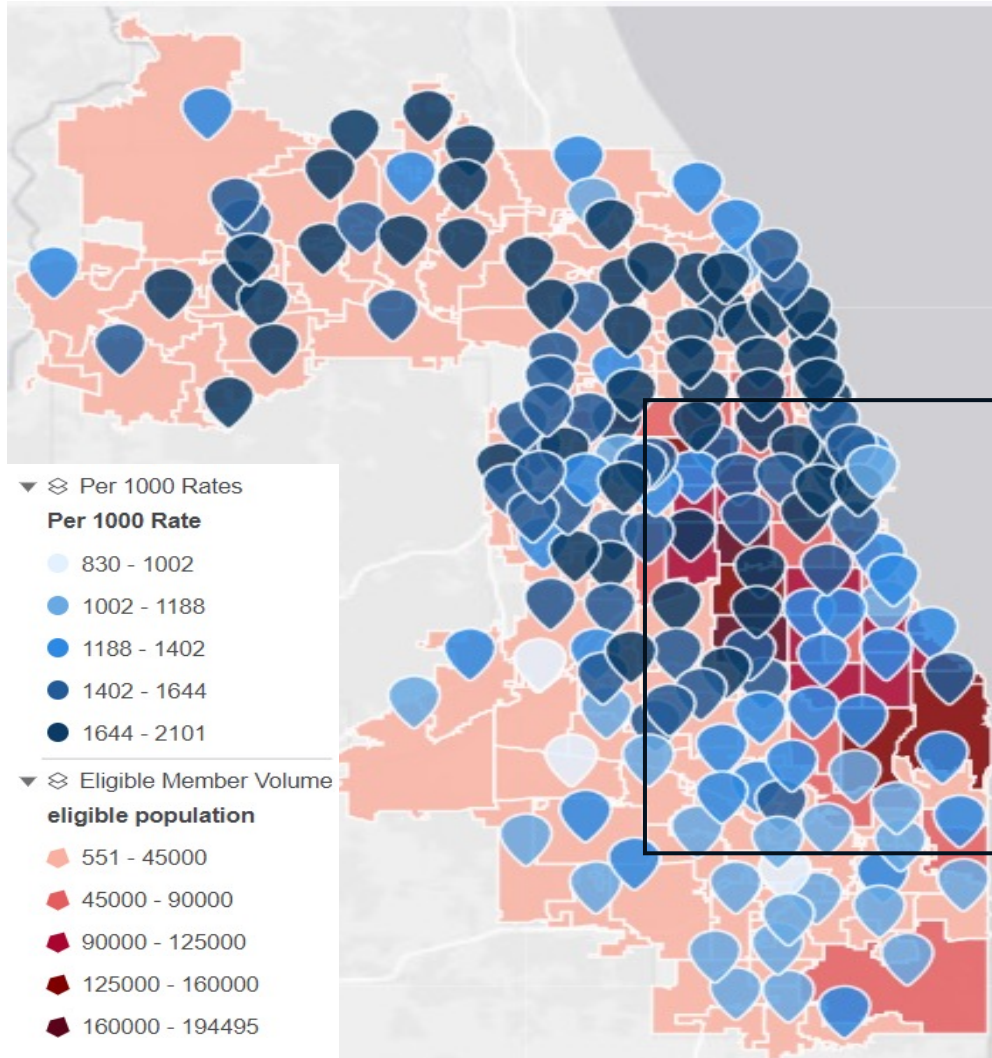 Per 1000 Rates
Per 1000 Rate
830 - 1002
1002 - 1188
1188 - 1402
1402 - 1644
1644 - 2101
Eligible Member Volume
eligible population
551 - 45000
45000 - 90000
90000 - 125000
125000 - 160000
160000 - 194495